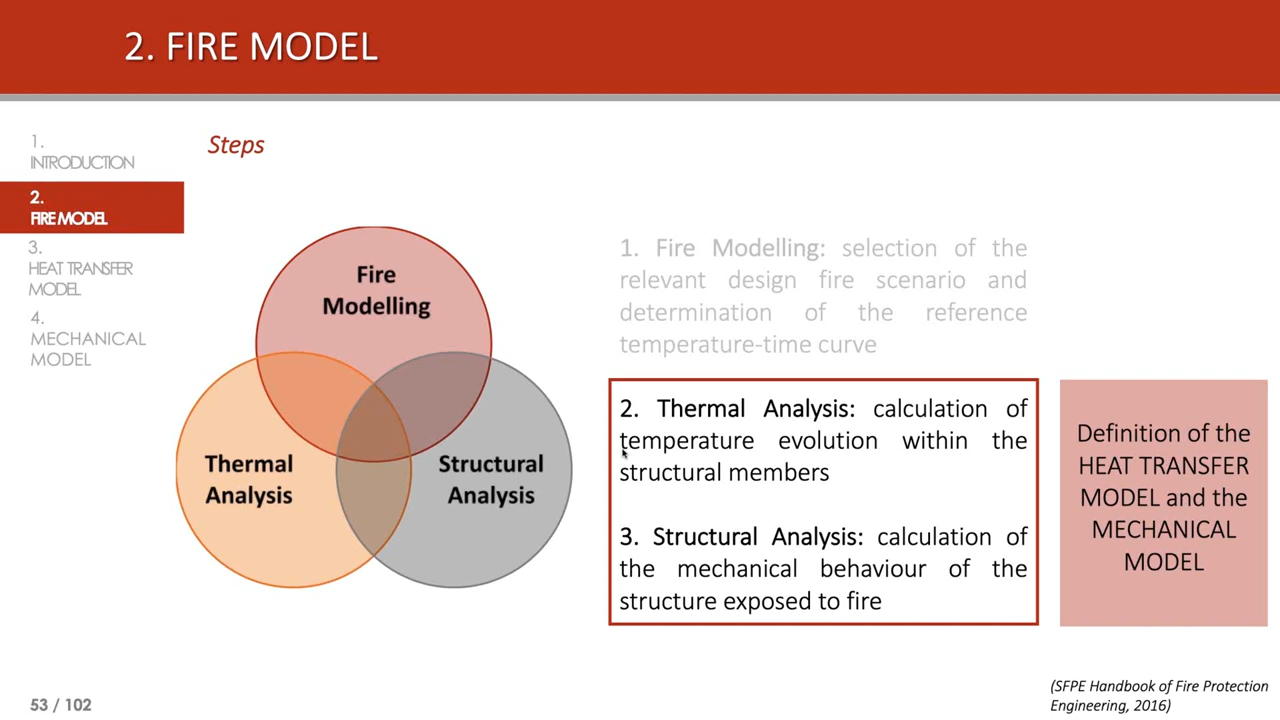 2. FIRE MODEL
1.
INTRODUCTION
2.
FIRE MODEL
3.
HEAT TRANSFER
MODEL
4.
MECHANICAL
MODEL
Steps
Fire
Modelling
Thermal
Analysis
Structural
Analysis
1. Fire Modelling: selection of the
relevant design fire scenario and
determination of the reference
temperature-time curve
2. Thermal Analysis: calculation of
temperature evolution within the
structural members
3. Structural Analysis: calculation of
the mechanical behaviour of the
structure exposed to fire
Definition of the
HEAT TRANSFER
MODEL and the
MECHANICAL
MODEL
(SFPE Handbook of Fire Protection
Engineering, 2016)
53 / 102